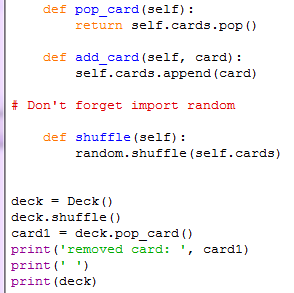 def pop_card(self):
return self.cards.pop()
def add_card(self, card):
self.cards.append(card)
# Don't forget import random
def shuffle(self):
random.shuffle(self.cards)
deck = Deck()
deck.shuffle()
card1 = deck.pop_card()
print('removed card: ', card1)
print(' ')
print(deck)